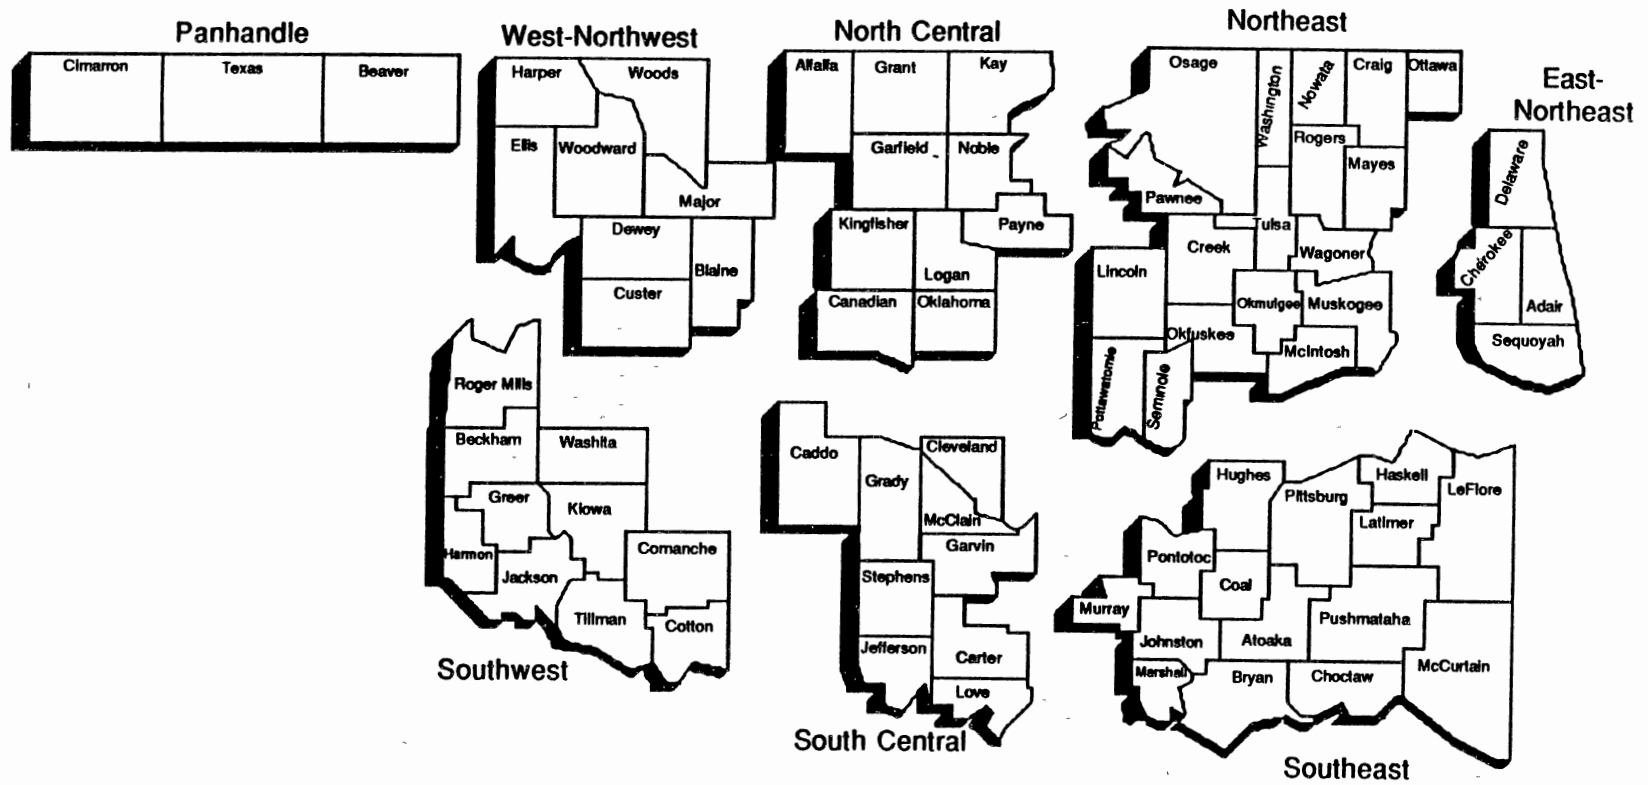 Panhandle
Cimarron
Texas
Beaver
West-Northwest
Harper
Woods
Ellis
Woodward
Major
Dewey
Blaine
Custer
North Central
Alfalfa
Grant
Kay
Garfield
Noble
Kingfisher
Payne
Logan
Canadian
Oklahoma
Northeast
Osage
Washington
Nowata
Craig
Ottawa
Rogers
Mayes
Pawnee
Tulsa
Creek
Wagoner
Lincoln
Okmulgee
Muskogee
Okfuskee
McIntosh
Pottawatomie
Seminole
East-
Northeast
Delaware
Cherokee
Adair
Sequoyah
Roger Mills
Beckham
Washita
Greer
Kiowa
Harmon
Jackson
Comanche
Tillman
Cotton
Southwest
Caddo
Grady
Cleveland
McClain
Garvin
Stephens
Jefferson
Carter
Love
South Central
Hughes
Pittsburg
Haskell
LeFlore
Latimer
Pontotoc
Coal
Murray
Pushmataha
Johnston
Atoaka
Marshall
Bryan
Choctaw
McCurtain
Southeast